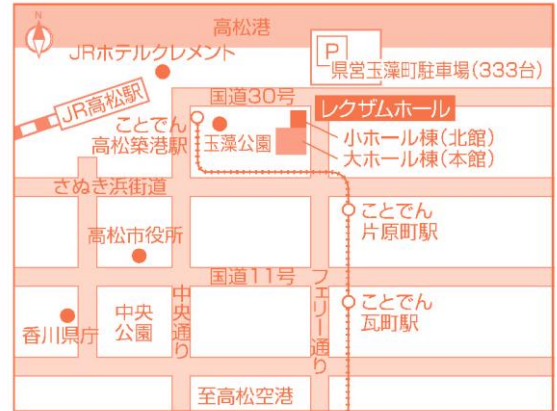 高松港
N
JRホテルクレメント
P
県営玉藻町駐車場(333台)
JR高松駅
国道30号
レクザムホール
ことでん
高松築港駅
玉藻公園
小ホール棟(北館)
大ホール棟(本館)
さぬき浜街道
ことでん
片原町駅
高松市役所
国道11号
中央通り
フェリー通り
ことでん
瓦町駅
香川県庁
中央
公園
至高松空港